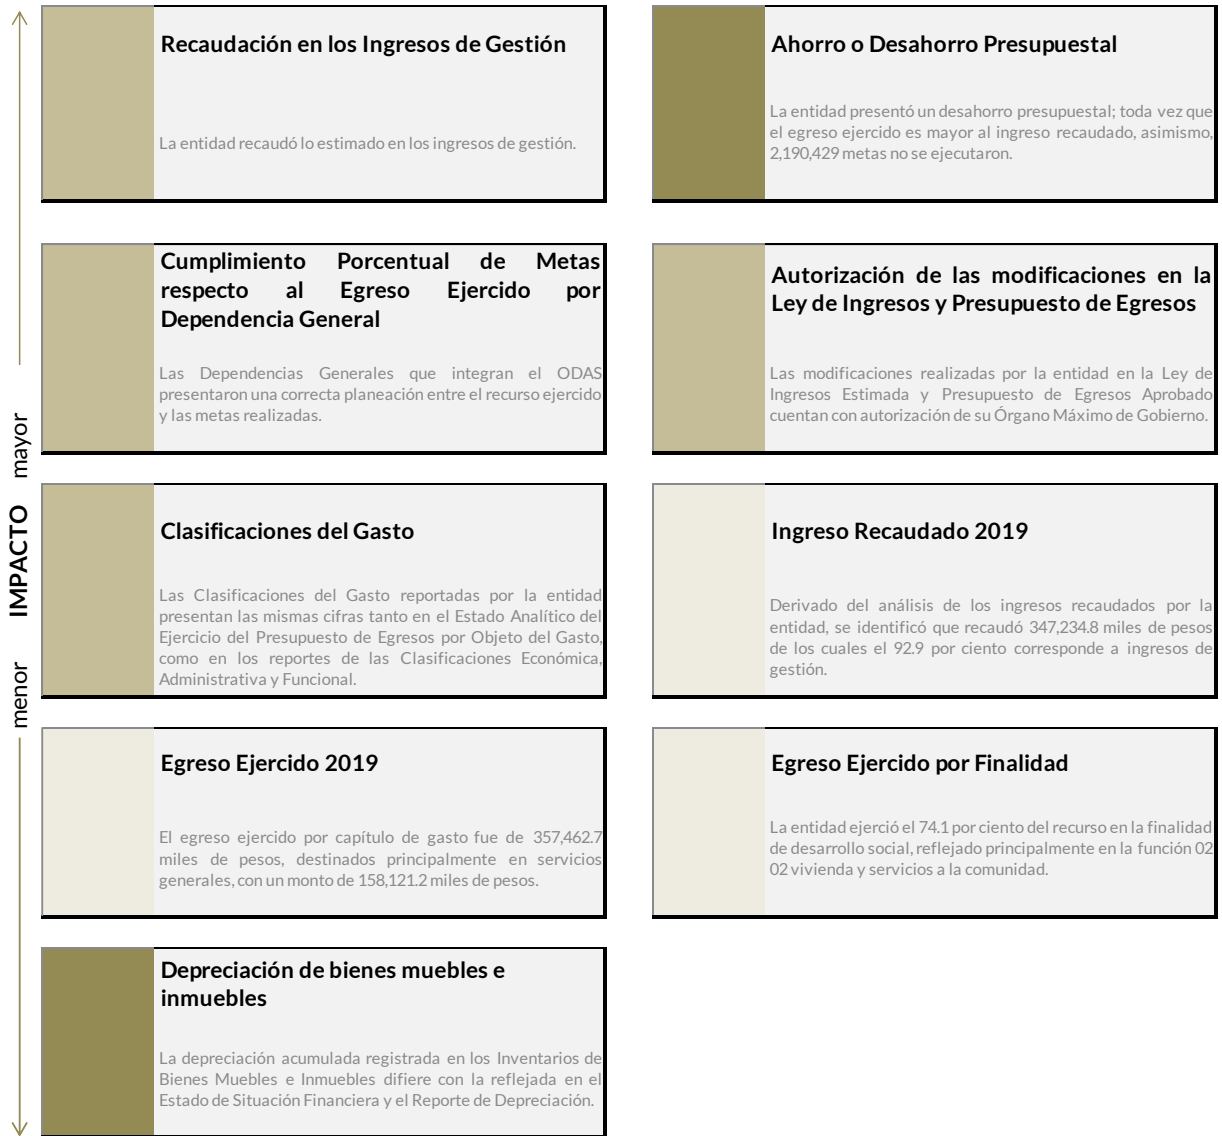 Recaudación en los Ingresos de Gestión
La entidad recaudó lo estimado en los ingresos de gestión.
Ahorro o Desahorro Presupuestal
La entidad presentó un desahorro presupuestal; toda vez que
el egreso ejercido es mayor al ingreso recaudado, asimismo,
2,190,429 metas no se ejecutaron.
Cumplimiento Porcentual de Metas
respecto al Egreso Ejercido por
Dependencia General
Las Dependencias Generales que integran el ODAS
presentaron una correcta planeación entre el recurso ejercido
y las metas realizadas.
Autorización de las modificaciones en la
Ley de Ingresos y Presupuesto de Egresos
Las modificaciones realizadas por la entidad en la Ley de
Ingresos Estimada y Presupuesto de Egresos Aprobado
cuentan con autorización de su Órgano Máximo de Gobierno.
menor IMPACTO mayor
Clasificaciones del Gasto
Las Clasificaciones del Gasto reportadas por la entidad
presentan las mismas cifras tanto en el Estado Analítico del
Ejercicio del Presupuesto de Egresos por Objeto del Gasto,
como en los reportes de las Clasificaciones Económica,
Administrativa y Funcional.
Ingreso Recaudado 2019
Derivado del análisis de los ingresos recaudados por la
entidad, se identificó que recaudó 347,234.8 miles de pesos
de los cuales el 92.9 por ciento corresponde a ingresos de
gestión.
Egreso Ejercido 2019
El egreso ejercido por capítulo de gasto fue de 357,462.7
miles de pesos, destinados principalmente en servicios
generales, con un monto de 158,121.2 miles de pesos.
Egreso Ejercido por Finalidad
La entidad ejerció el 74.1 por ciento del recurso en la finalidad
de desarrollo social, reflejado principalmente en la función 02
02 vivienda y servicios a la comunidad.
Depreciación de bienes muebles e
inmuebles
La depreciación acumulada registrada en los Inventarios de
Bienes Muebles e Inmuebles difiere con la reflejada en el
Estado de Situación Financiera y el Reporte de Depreciación.